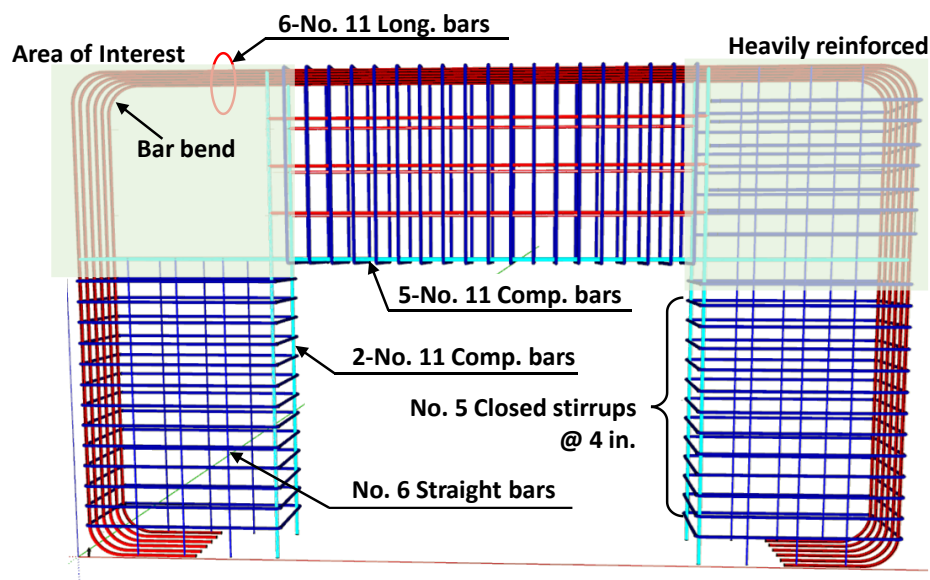 6-No. 11 Long. bars
Area of Interest
Heavily reinforced
Bar bend
5-No. 11 Comp. bars
2-No. 11 Comp. bars
No. 5 Closed stirrups
@ 4 in.
No. 6 Straight bars